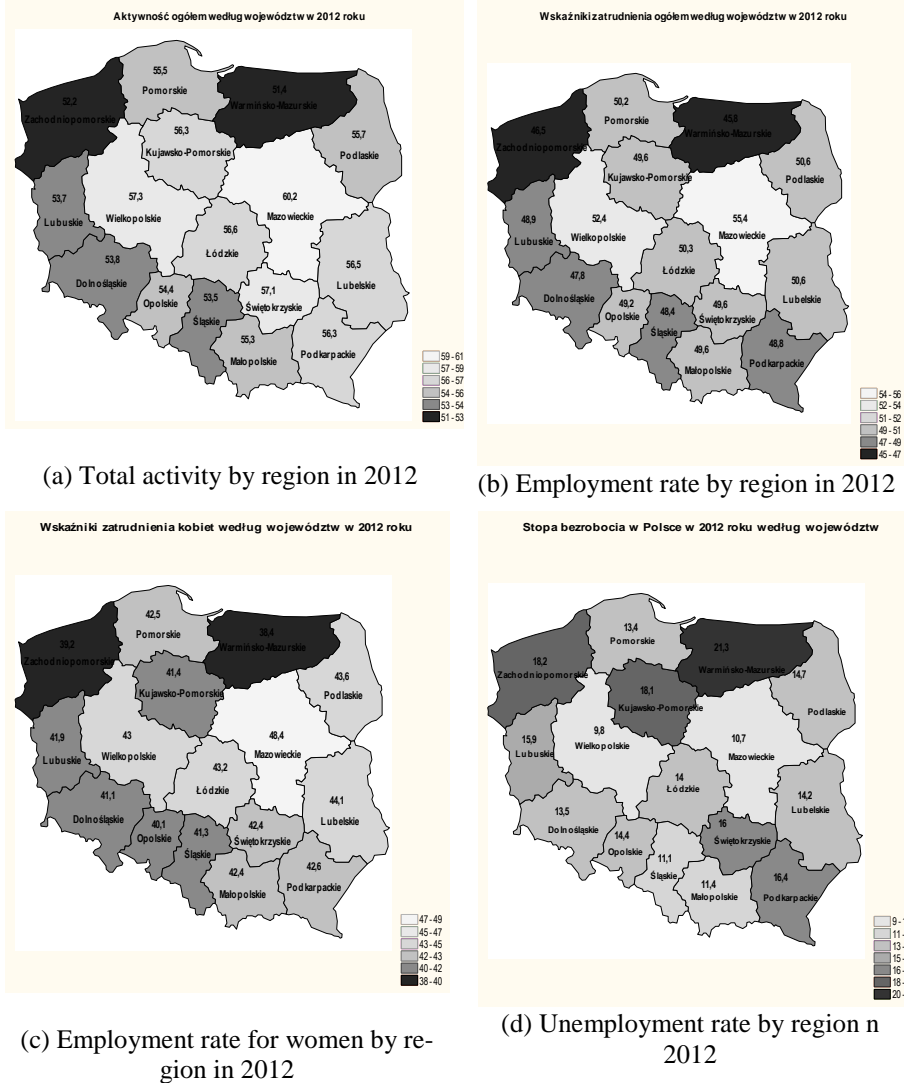 Aktywność ogółem według województw w 2012 roku
55,5
Pomorskie
52,2
Zachodniopomorskie
51,4
Warmińsko-Mazurskie
56,3
Kujawsko-Pomorskie
55,7
Podlaskie
53,7
Lubuskie
57,3
Wielkopolskie
60,2
Mazowieckie
56,6
Łódzkie
53,8
Dolnośląskie
56,5
Lubelskie
54,4
Opolskie
53,5
Śląskie
57,1
Świętokrzyskie
55,3
Małopolskie
56,3
Podkarpackie
59 - 61
57 - 59
56 - 57
54 - 56
53 - 54
51 - 53
(a) Total activity by region in 2012
Wskaźniki zatrudnienia ogółem według województw w 2012 roku
50,2
Pomorskie
46,5
Zachodniopomorskie
45,8
Warmińsko-Mazurskie
49,6
Kujawsko-Pomorskie
50,6
Podlaskie
48,9
Lubuskie
52,4
Wielkopolskie
55,4
Mazowieckie
50,3
Łódzkie
47,8
Dolnośląskie
50,6
Lubelskie
49,2
Opolskie
48,4
Śląskie
49,6
Świętokrzyskie
49,6
Małopolskie
48,8
Podkarpackie
54 - 56
52 - 54
51 - 52
49 - 51
47 - 49
45 - 47
(b) Employment rate by region in 2012
Wskaźniki zatrudnienia kobiet według województw w 2012 roku
42,5
Pomorskie
39,2
Zachodniopomorskie
38,4
Warmińsko-Mazurskie
41,4
Kujawsko-Pomorskie
43,6
Podlaskie
41,9
Lubuskie
43
Wielkopolskie
48,4
Mazowieckie
43,2
Łódzkie
41,1
Dolnośląskie
44,1
Lubelskie
40,1
Opolskie
41,3
Śląskie
42,4
Świętokrzyskie
42,4
Małopolskie
42,6
Podkarpackie
47 - 49
45 - 47
43 - 45
42 - 43
40 - 42
38 - 40
(c) Employment rate for women by re-
gion in 2012
Stopa bezrobocia w Polsce w 2012 roku według województw
13,4
Pomorskie
18,2
Zachodniopomorskie
21,3
Warmińsko-Mazurskie
18,1
Kujawsko-Pomorskie
14,7
Podlaskie
15,9
Lubuskie
9,8
Wielkopolskie
10,7
Mazowieckie
14
Łódzkie
13,5
Dolnośląskie
14,2
Lubelskie
14,4
Opolskie
11,1
Śląskie
16
Świętokrzyskie
11,4
Małopolskie
16,4
Podkarpackie
9 - 1
11 -
13 -
15 -
16 -
18 -
20 -
(d) Unemployment rate by region n
2012